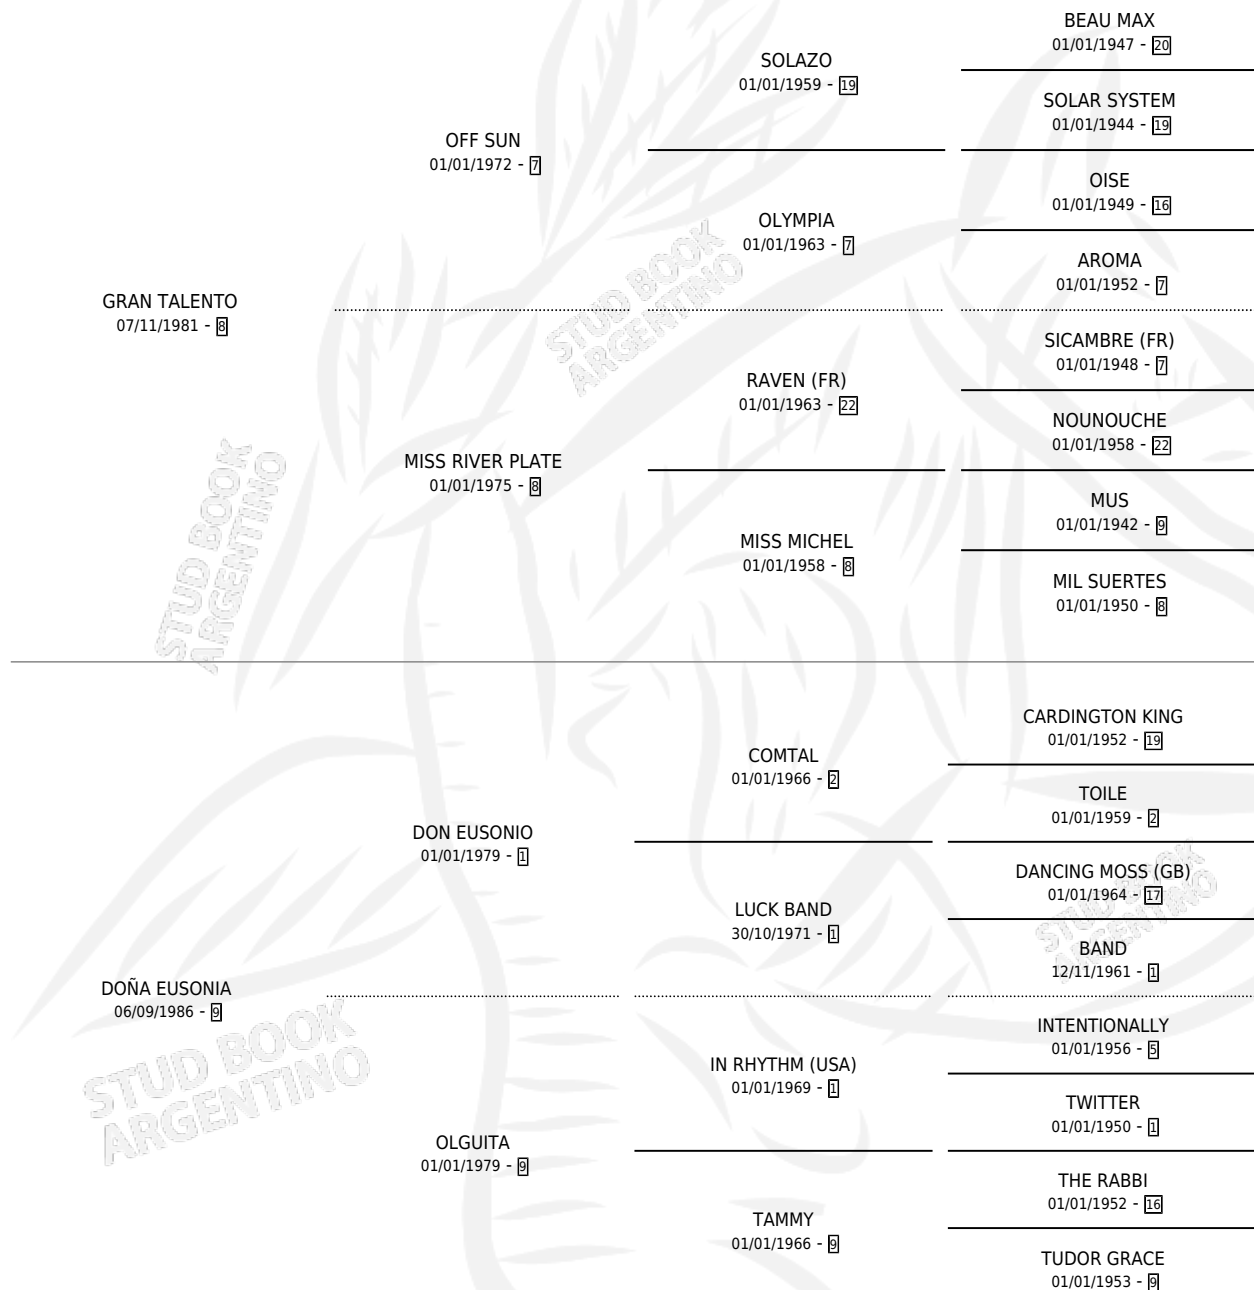 BEAU MAX
01/01/1947 - 20
SOLAZO
01/01/1959 - 19
SOLAR SYSTEM
01/01/1944 - 19
OFF SUN
01/01/1972 - 7
OISE
01/01/1949 - 16
OLYMPIA
01/01/1963 - 7
AROMA
01/01/1952 - 7
GRAN TALENTO
07/11/1981 - 8
SICAMBRE (FR)
01/01/1948 - 7
RAVEN (FR)
01/01/1963 - 22
NOUNOUCHE
01/01/1958 - 22
MISS RIVER PLATE
01/01/1975 - 8
MUS
01/01/1942 - 9
MISS MICHEL
01/01/1958 - 8
MIL SUERTES
01/01/1950 - 8
CARDINGTON KING
01/01/1952 - 19
COMTAL
01/01/1966 - 2
TOILE
01/01/1959 - 2
DON EUSONIO
01/01/1979 - 1
DANCING MOSS (GB)
01/01/1964 - 17
LUCK BAND
30/10/1971 - 1
BAND
12/11/1961 - 1
DOÑA EUSONIA
06/09/1986 - 9
INTENTIONALLY
01/01/1956 - 5
IN RHYTHM (USA)
01/01/1969 - 1
TWITTER
01/01/1950 - 1
OLGUITA
01/01/1979 - 9
THE RABBI
01/01/1952 - 16
TAMMY
01/01/1966 - 9
TUDOR GRACE
01/01/1953 - 9
STUD BOOK
ARGENTINO
STUD BOOK
ARGENTINO
STUD BOOK
ARGENTINO
STUD BOOK
ARGENTINO